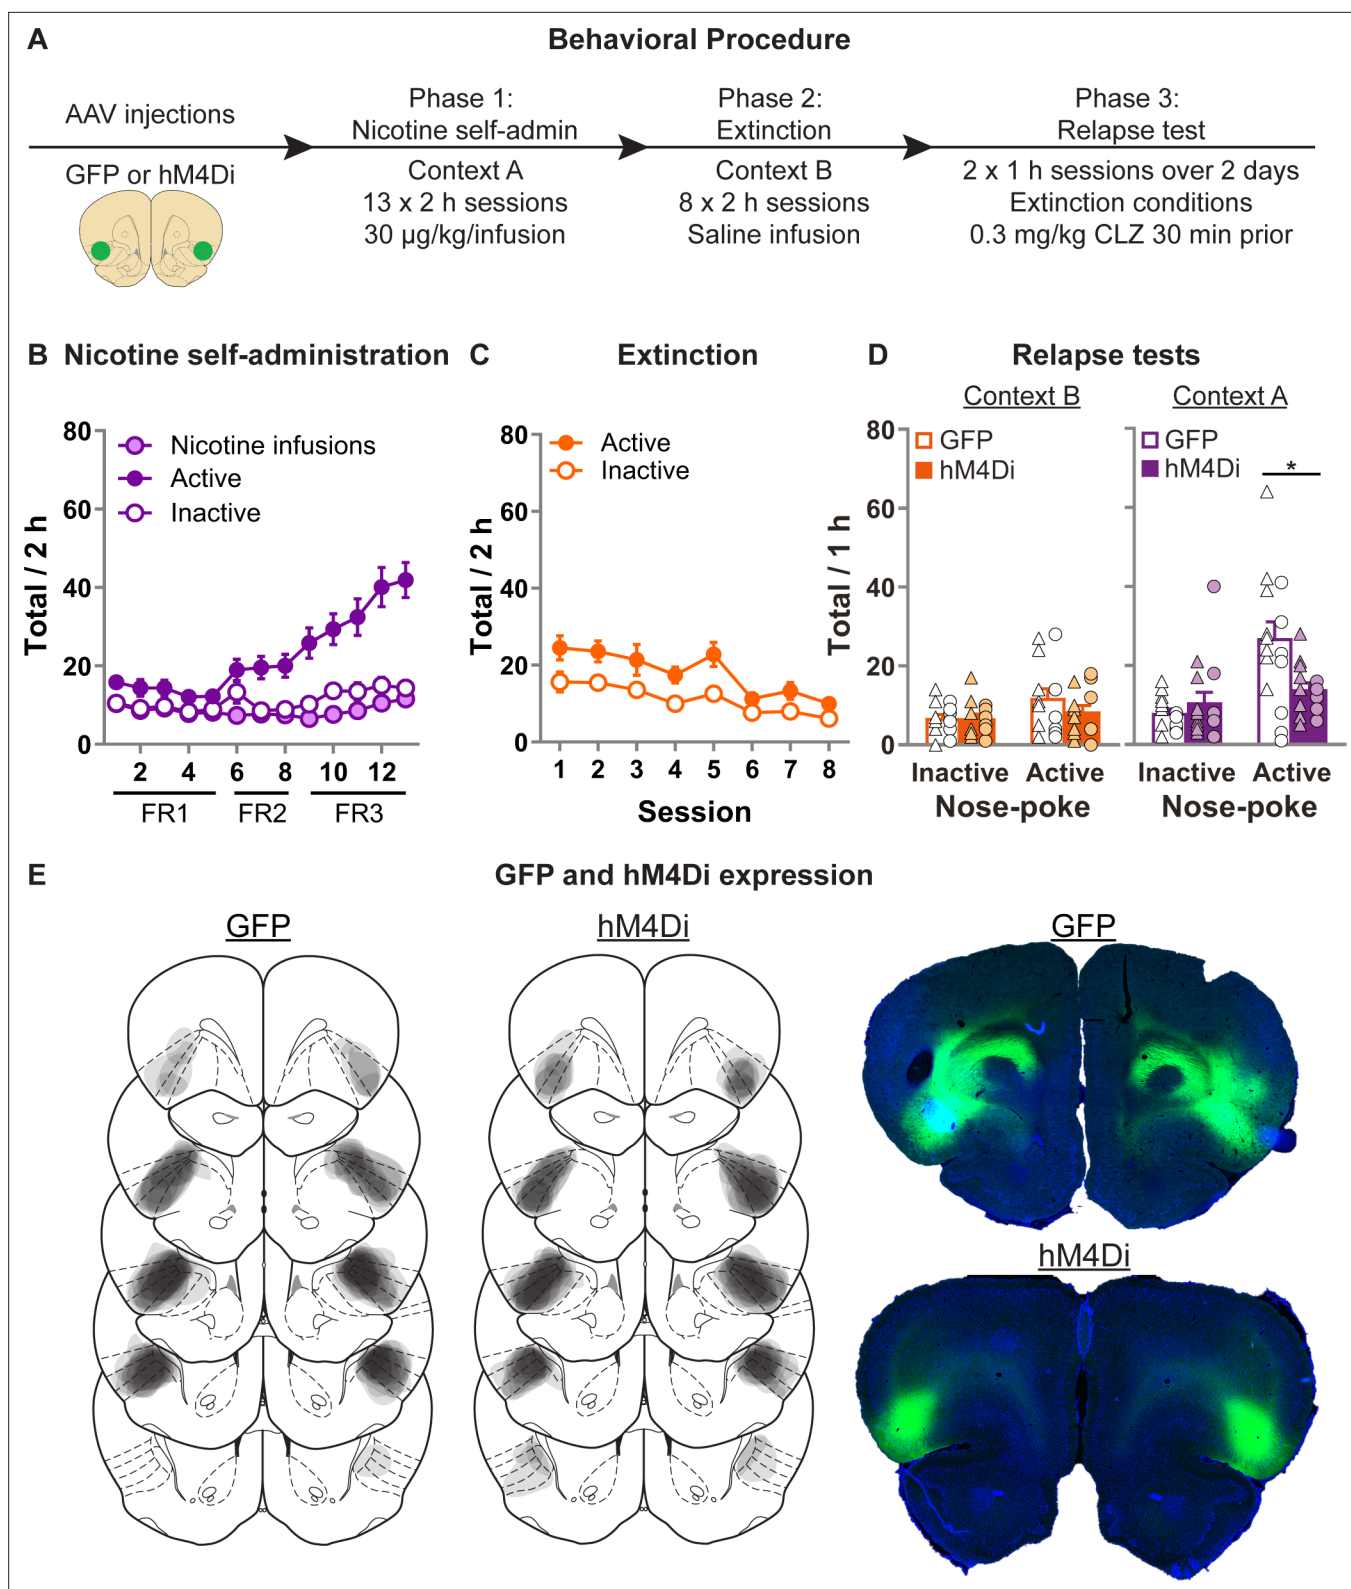 A
Behavioral Procedure
AAV injections
GFP or hM4Di
Phase 1:
Nicotine self-admin
Context A
13 x 2 h sessions
30 µg/kg/infusion
Phase 2:
Extinction
Context B
8 x 2 h sessions
Saline infusion
Phase 3:
Relapse test
2 x 1 h sessions over 2 days
Extinction conditions
0.3 mg/kg CLZ 30 min prior
B Nicotine self-administration
Total / 2 h
80
60
40
20
0
Nicotine infusions
Active
Inactive
2 4 6 8 10 12
FR1 FR2 FR3
C Extinction
Total / 2 h
80
60
40
20
0
Active
Inactive
1 2 3 4 5 6 7 8
Session
D Relapse tests
Context B
Total / 1 h
80
60
40
20
0
GFP
hM4Di
Inactive Active
Nose-poke
Context A
GFP
hM4Di
*
Inactive Active
Nose-poke
E
GFP and hM4Di expression
GFP
hM4Di
GFP
hM4Di